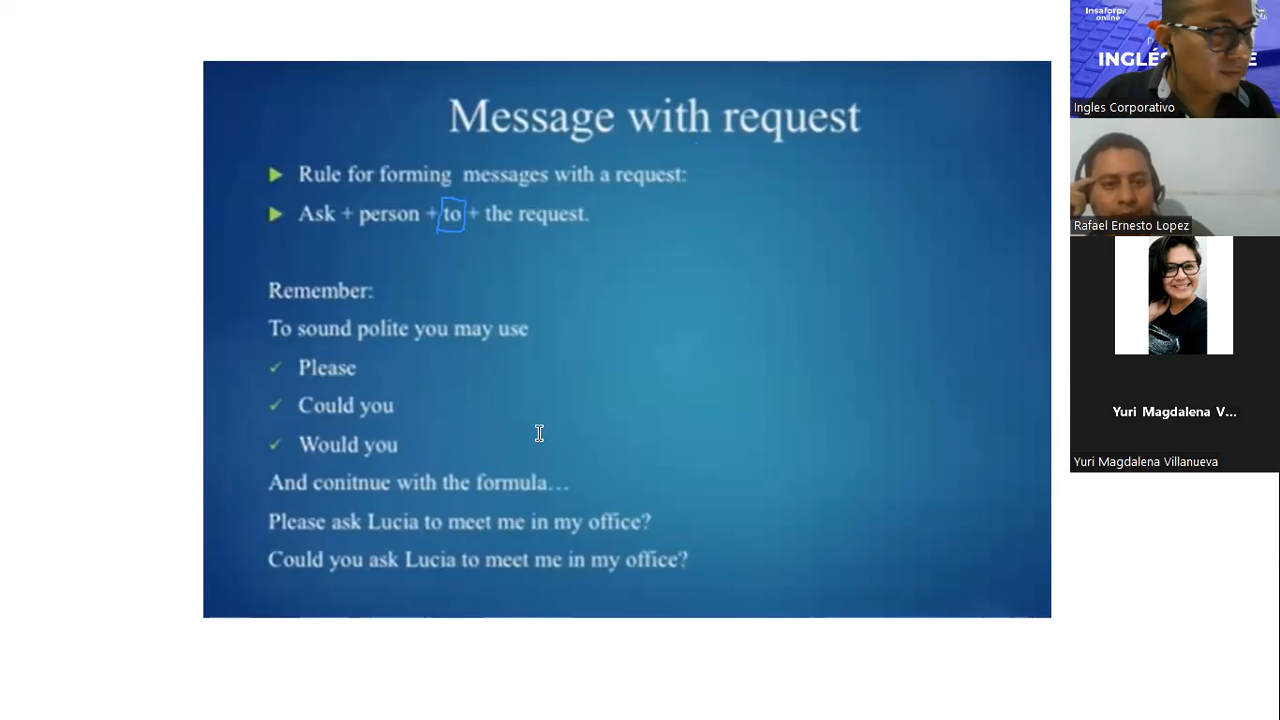 Message with request
Rule for forming messages with a request:
Ask + person + to + the request.
Remember:
To sound polite you may use
Please
Could you
Would you
And conitnue with the formula…
Please ask Lucia to meet me in my office?
Could you ask Lucia to meet me in my office?
Insaforp
online
INGLÉS
E
Ingles Corporativo
Rafael Ernesto Lopez
Yuri Magdalena V...
Yuri Magdalena Villanueva